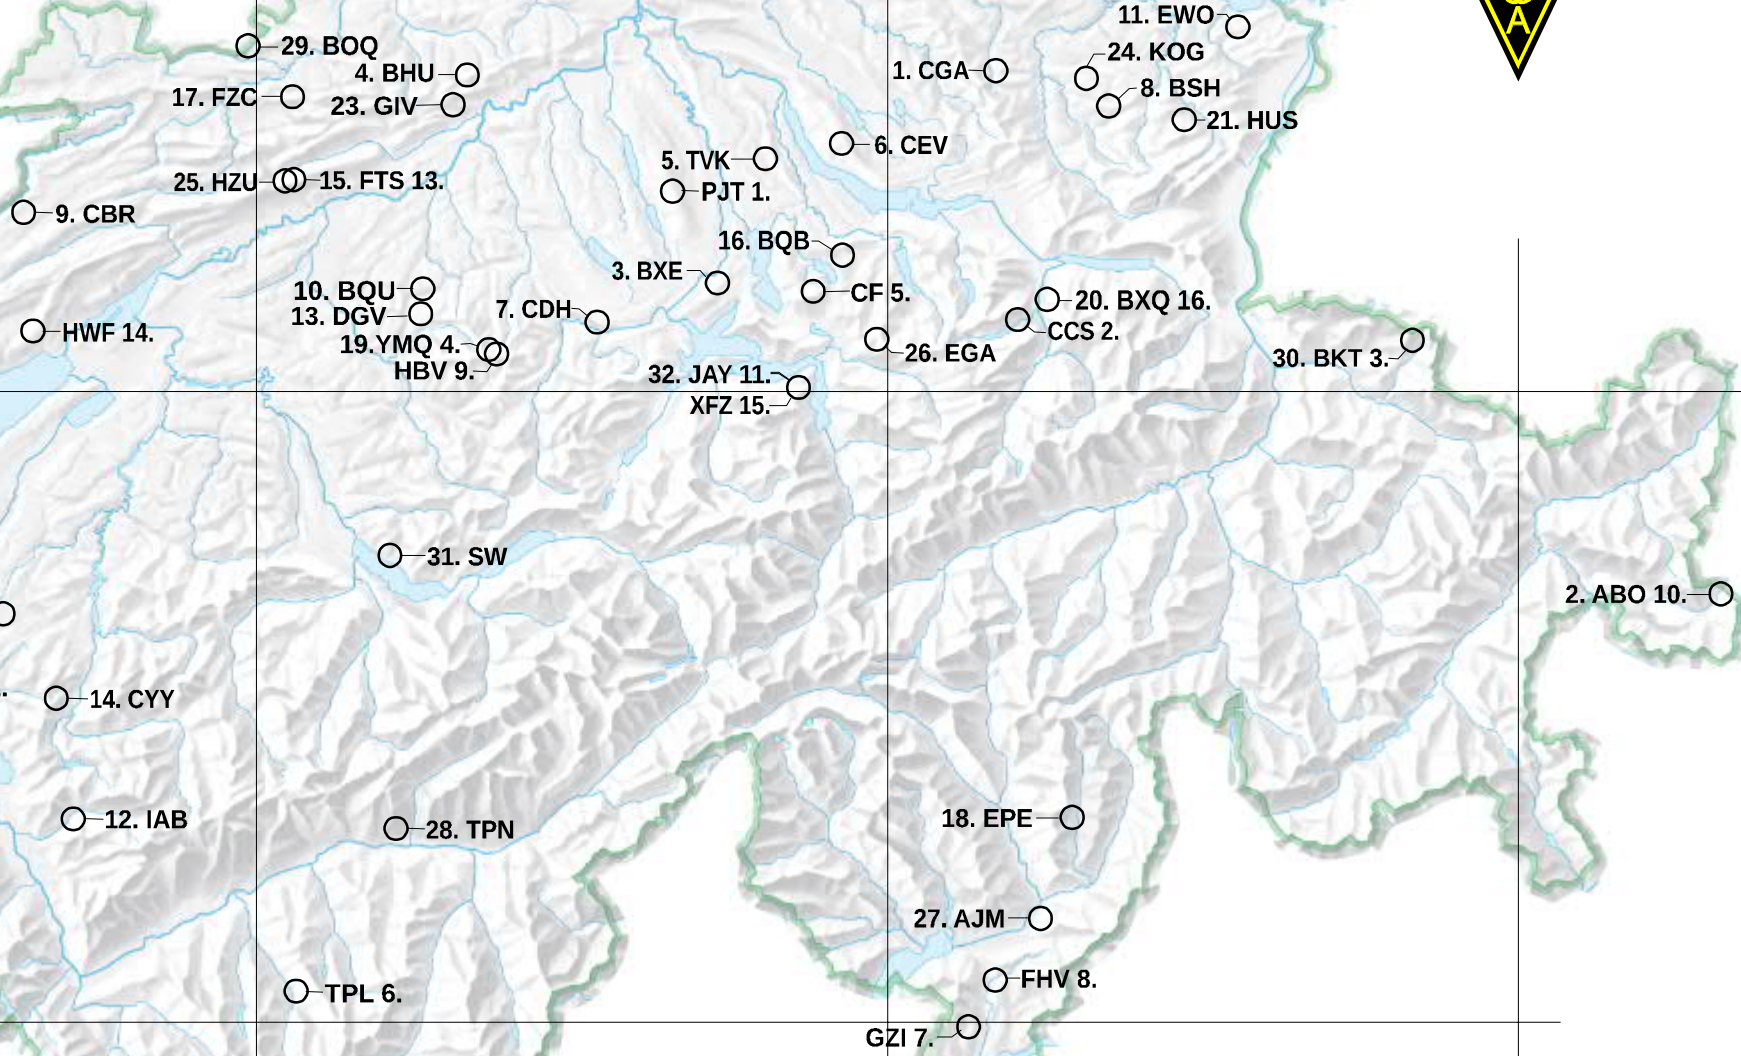 11. EWO
29. BOQ
24. KOG
4. BHU
1. CGA
8. BSH
17. FZC
23. GIV
21. HUS
6. CEV
5. TVK
25. HZU
15. FTS 13.
PJT 1.
9. CBR
16. BQB
3. BXE
10. BQU
CF 5.
20. BXQ 16.
7. CDH
13. DGV
HWF 14.
CCS 2.
19.YMQ 4.
26. EGA
30. BKT 3.
HBV 9.
32. JAY 11.
XFZ 15.
31. SW
2. ABO 10.
14. CYY
12. IAB
18. EPE
28. TPN
27. AJM
FHV 8.
TPL 6.
GZI 7.
A